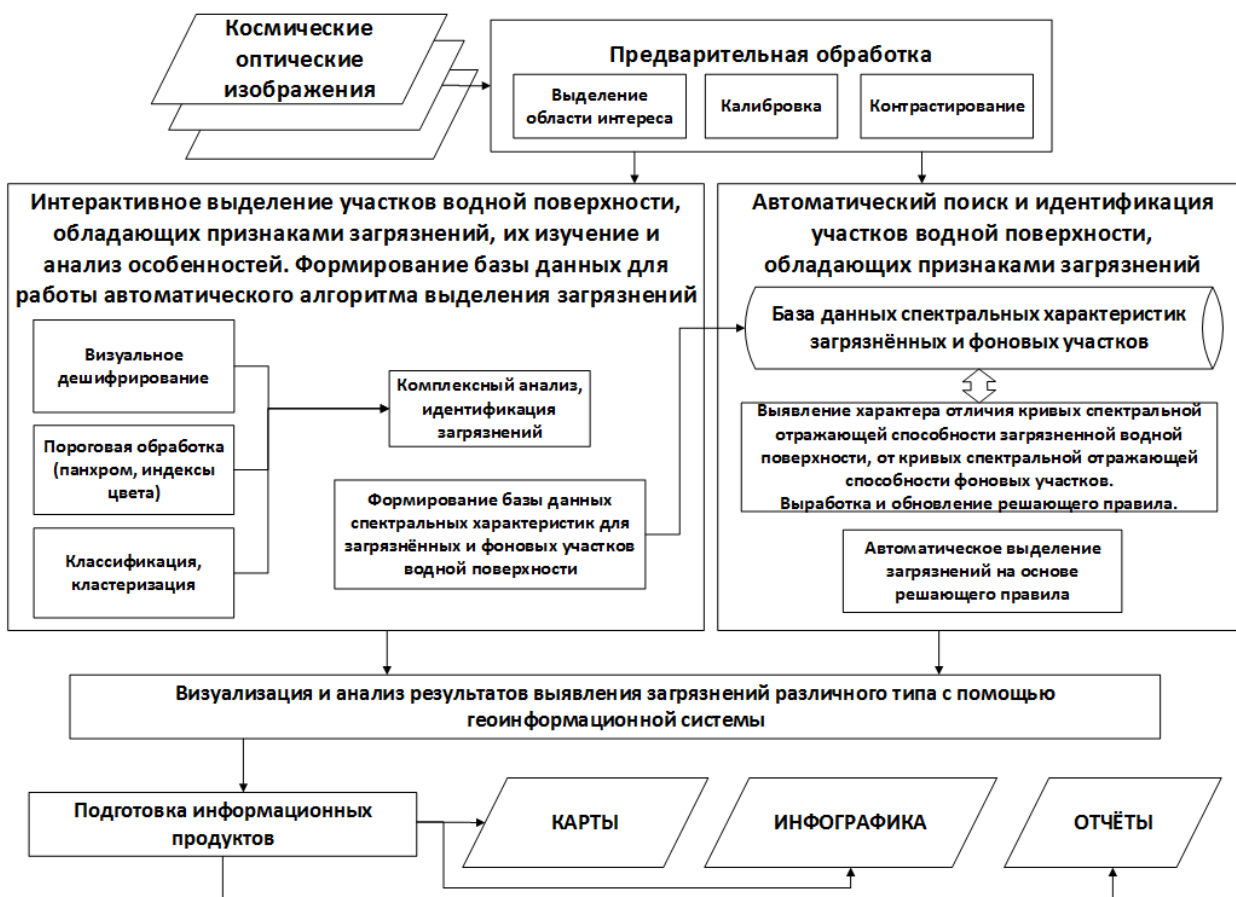 Космические
оптические
изображения
Предварительная обработка
Выделение
области интереса
Калибровка
Контрастирование
Интерактивное выделение участков водной поверхности,
обладающих признаками загрязнений, их изучение и
анализ особенностей. Формирование базы данных для
работы автоматического алгоритма выделения загрязнений
Визуальное
дешифрирование
Пороговая обработка
(панхром, индексы
цвета)
Классификация,
кластеризация
Комплексный анализ,
идентификация
загрязнений
Формирование базы данных
спектральных характеристик для
загрязнённых и фоновых участков
водной поверхности
Автоматический поиск и идентификация
участков водной поверхности,
обладающих признаками загрязнений
База данных спектральных характеристик
загрязнённых и фоновых участков
Выявление характера отличия кривых спектральной
отражающей способности загрязненной водной
поверхности, от кривых спектральной отражающей
способности фоновых участков.
Выработка и обновление решающего правила.
Автоматическое выделение
загрязнений на основе
решающего правила
Визуализация и анализ результатов выявления загрязнений различного типа с помощью
геоинформационной системы
Подготовка информационных
продуктов
КАРТЫ
ИНФОГРАФИКА
ОТЧЁТЫ